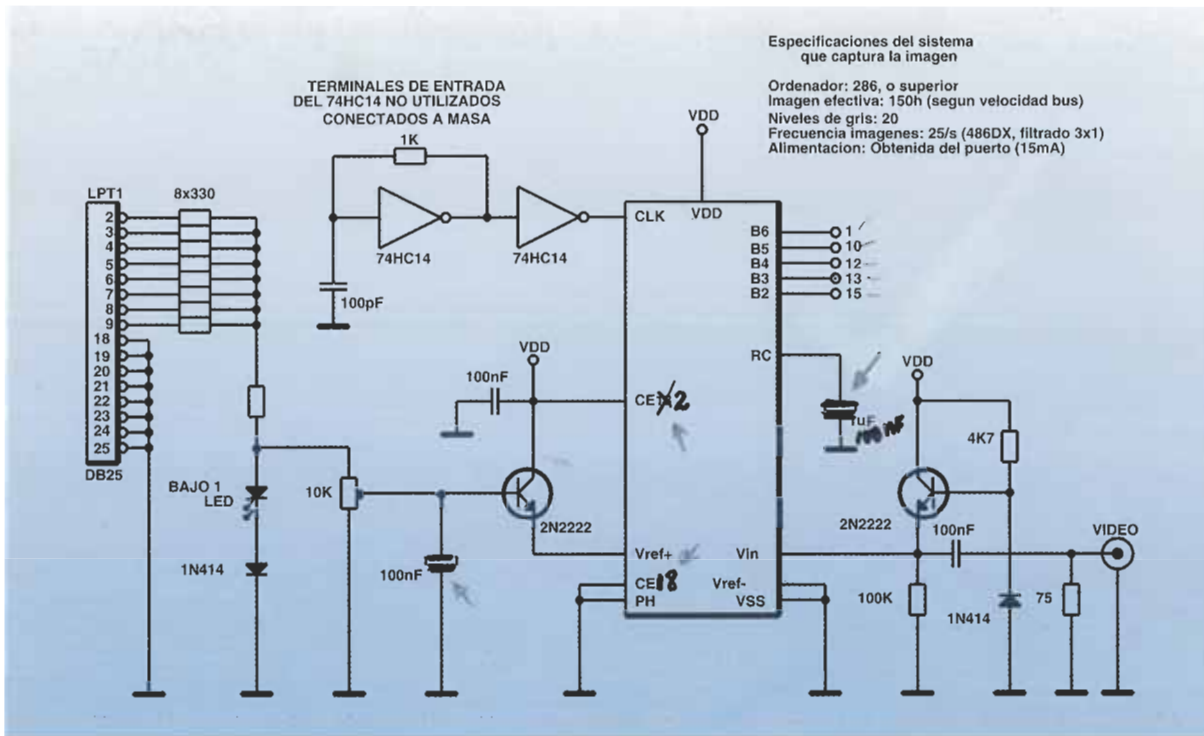 Especificaciones del sistema
que captura la imagen
Ordenador: 286, o superior
Imagen efectiva: 150h (segun velocidad bus)
Niveles de gris: 20
Frecuencia imagenes: 25/s (486DX, filtrado 3x1)
Alimentacion: Obtenida del puerto (15mA)
TERMINALES DE ENTRADA
DEL 74HC14 NO UTILIZADOS
CONECTADOS A MASA
1K
74HC14
74HC14
100pF
LPT1
8x330
2
3
4
5
6
7
8
9
18
19
20
21
22
23
24
25
DB25
BAJO 1
LED
1N414
10K
100nF
VDD
100nF
2N2222
VDD
VDD
CLK
B6
B5
B4
B3
B2
1
10
12
13
15
RC
CE 2
Vref+
CE18
PH
Vin
Vref-
VSS
1uF
100 nF
VDD
4K7
2N2222
100nF
VIDEO
100K
1N414
75